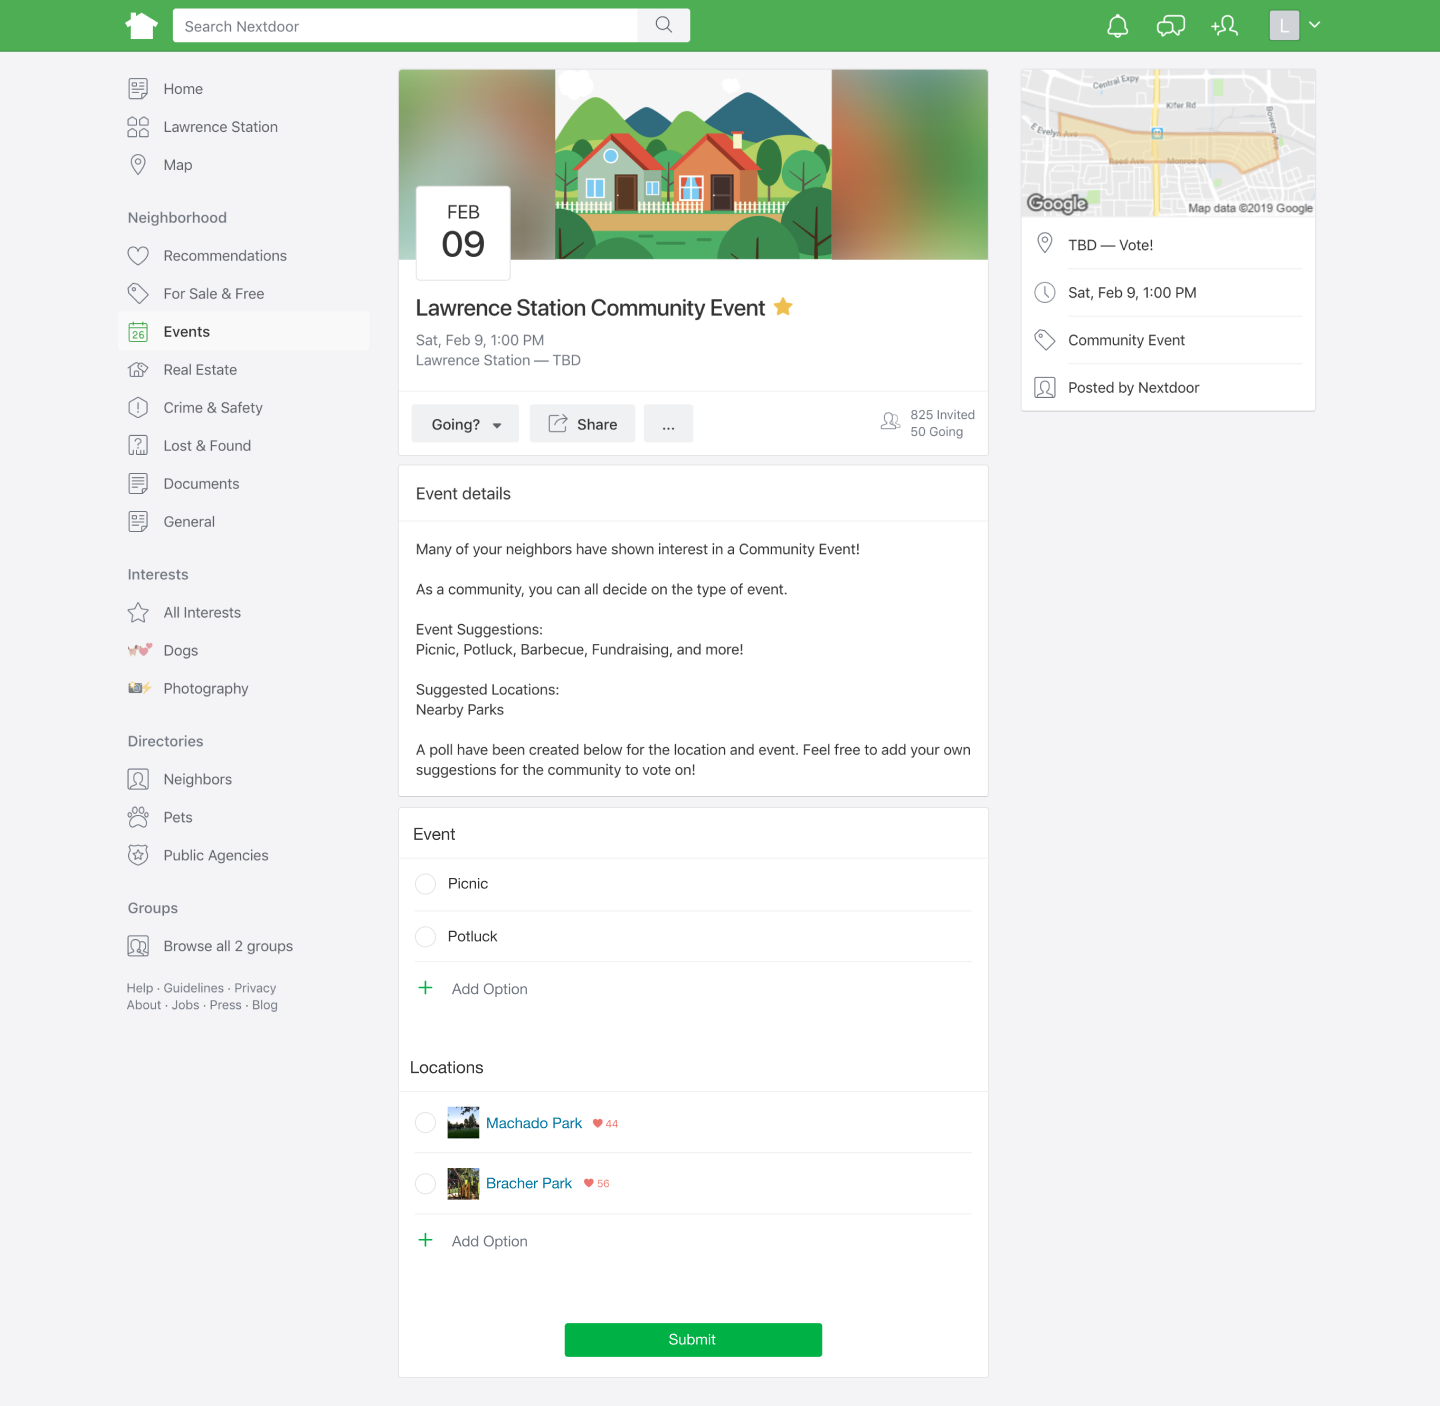 Search Nextdoor
L
Home
Lawrence Station
Map
Neighborhood
Recommendations
For Sale & Free
26
Events
Real Estate
Crime & Safety
Lost & Found
Documents
General
Interests
All Interests
Dogs
Photography
Directories
Neighbors
Pets
Public Agencies
Groups
Browse all 2 groups
Help · Guidelines · Privacy
About · Jobs · Press · Blog
FEB
09
Lawrence Station Community Event
Sat, Feb 9, 1:00 PM
Lawrence Station — TBD
Going?
Share
...
825 Invited
50 Going
Event details
Many of your neighbors have shown interest in a Community Event!
As a community, you can all decide on the type of event.
Event Suggestions:
Picnic, Potluck, Barbecue, Fundraising, and more!
Suggested Locations:
Nearby Parks
A poll have been created below for the location and event. Feel free to add your own
suggestions for the community to vote on!
Event
Picnic
Potluck
Add Option
Locations
Machado Park 44
Bracher Park 56
Add Option
Submit
Central Expy
Kifer Rd
E Evelyn Ave
Bowers Ave
Reed Ave
Monroe St
Google
Map data ©2019 Google
TBD — Vote!
Sat, Feb 9, 1:00 PM
Community Event
Posted by Nextdoor